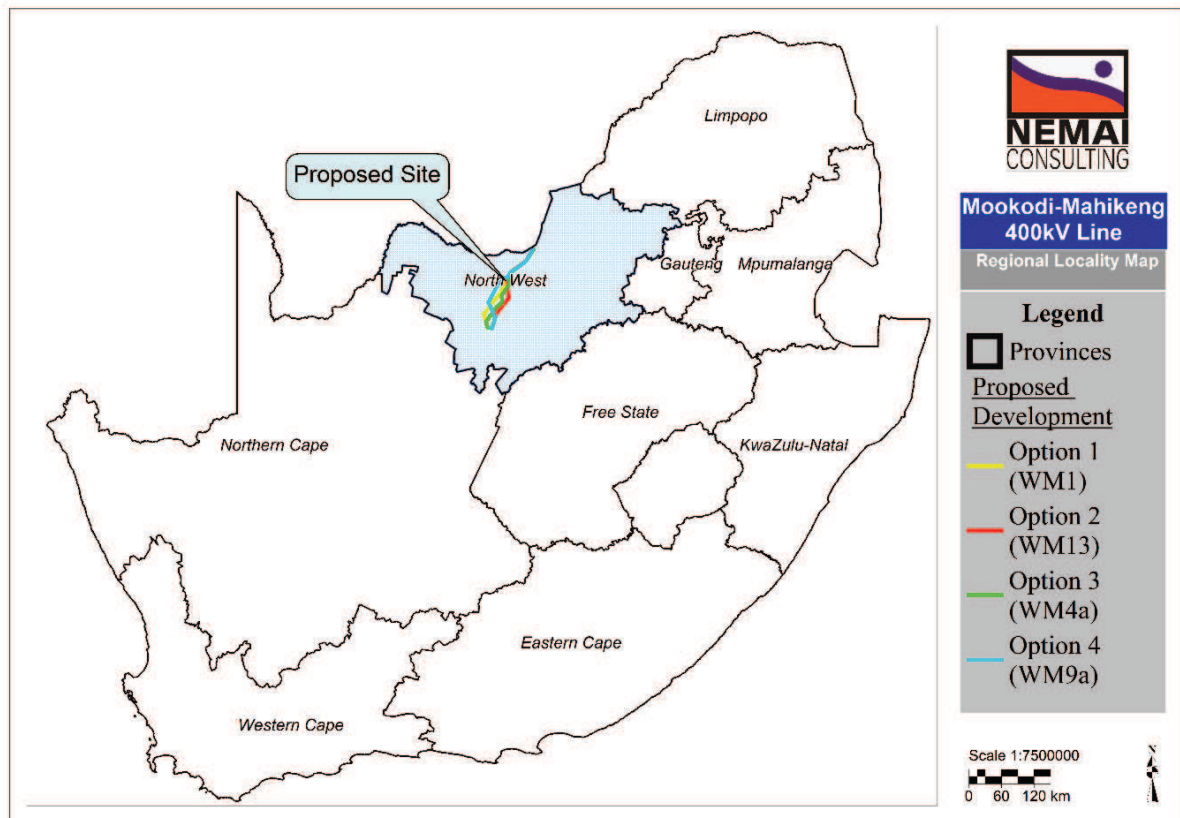 Limpopo
Proposed Site
North West
Gauteng
Mpumalanga
Free State
KwaZulu-Natal
Northern Cape
Eastern Cape
Western Cape
NEMAI
CONSULTING
Mookodi-Mahikeng
400kV Line
Regional Locality Map
Legend
Provinces
Proposed
Development
Option 1
(WM1)
Option 2
(WM13)
Option 3
(WM4a)
Option 4
(WM9a)
Scale 1:7500000
0 60 120 km
N